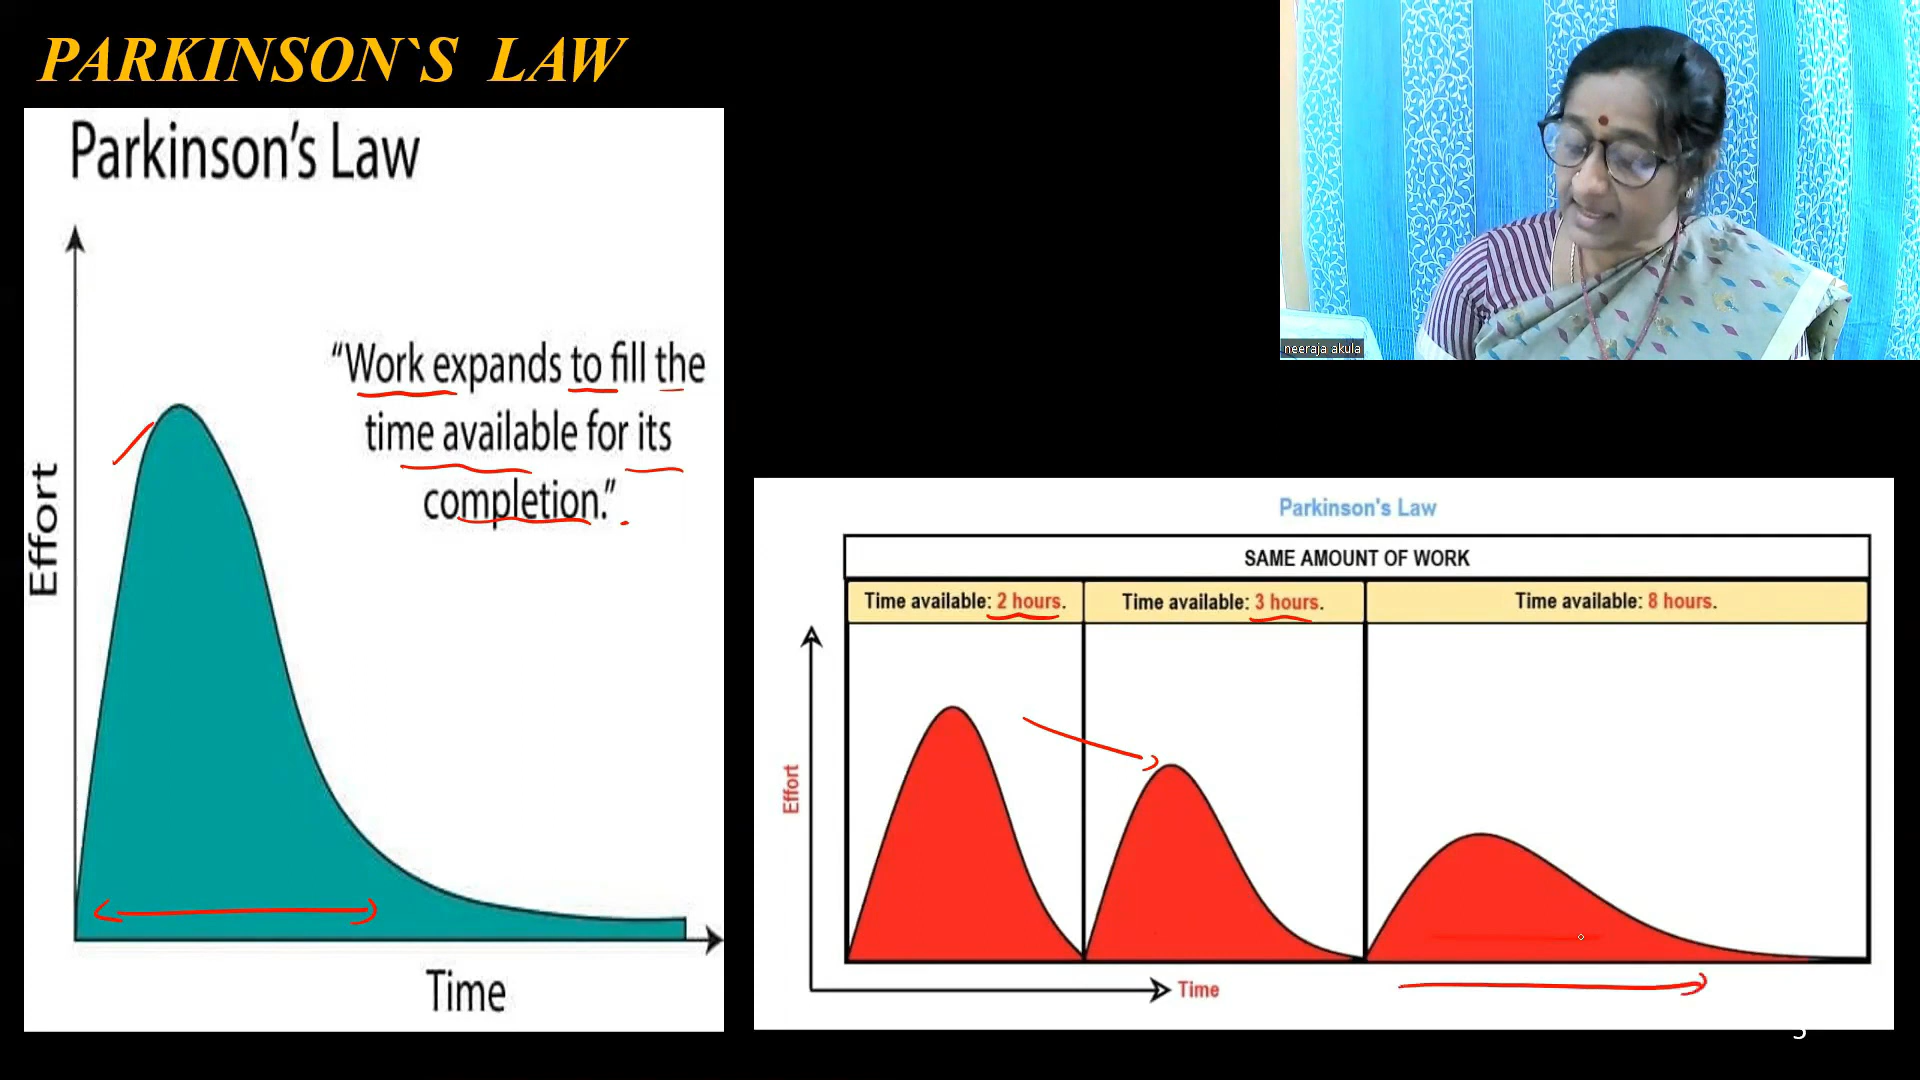 PARKINSON`S LAW
Parkinson's Law
“Work expands to fill the
time available for its
completion.”
Effort
Time
neeraja akula
Parkinson's Law
SAME AMOUNT OF WORK
Time available: 2 hours.
Time available: 3 hours.
Time available: 8 hours.
Effort
Time